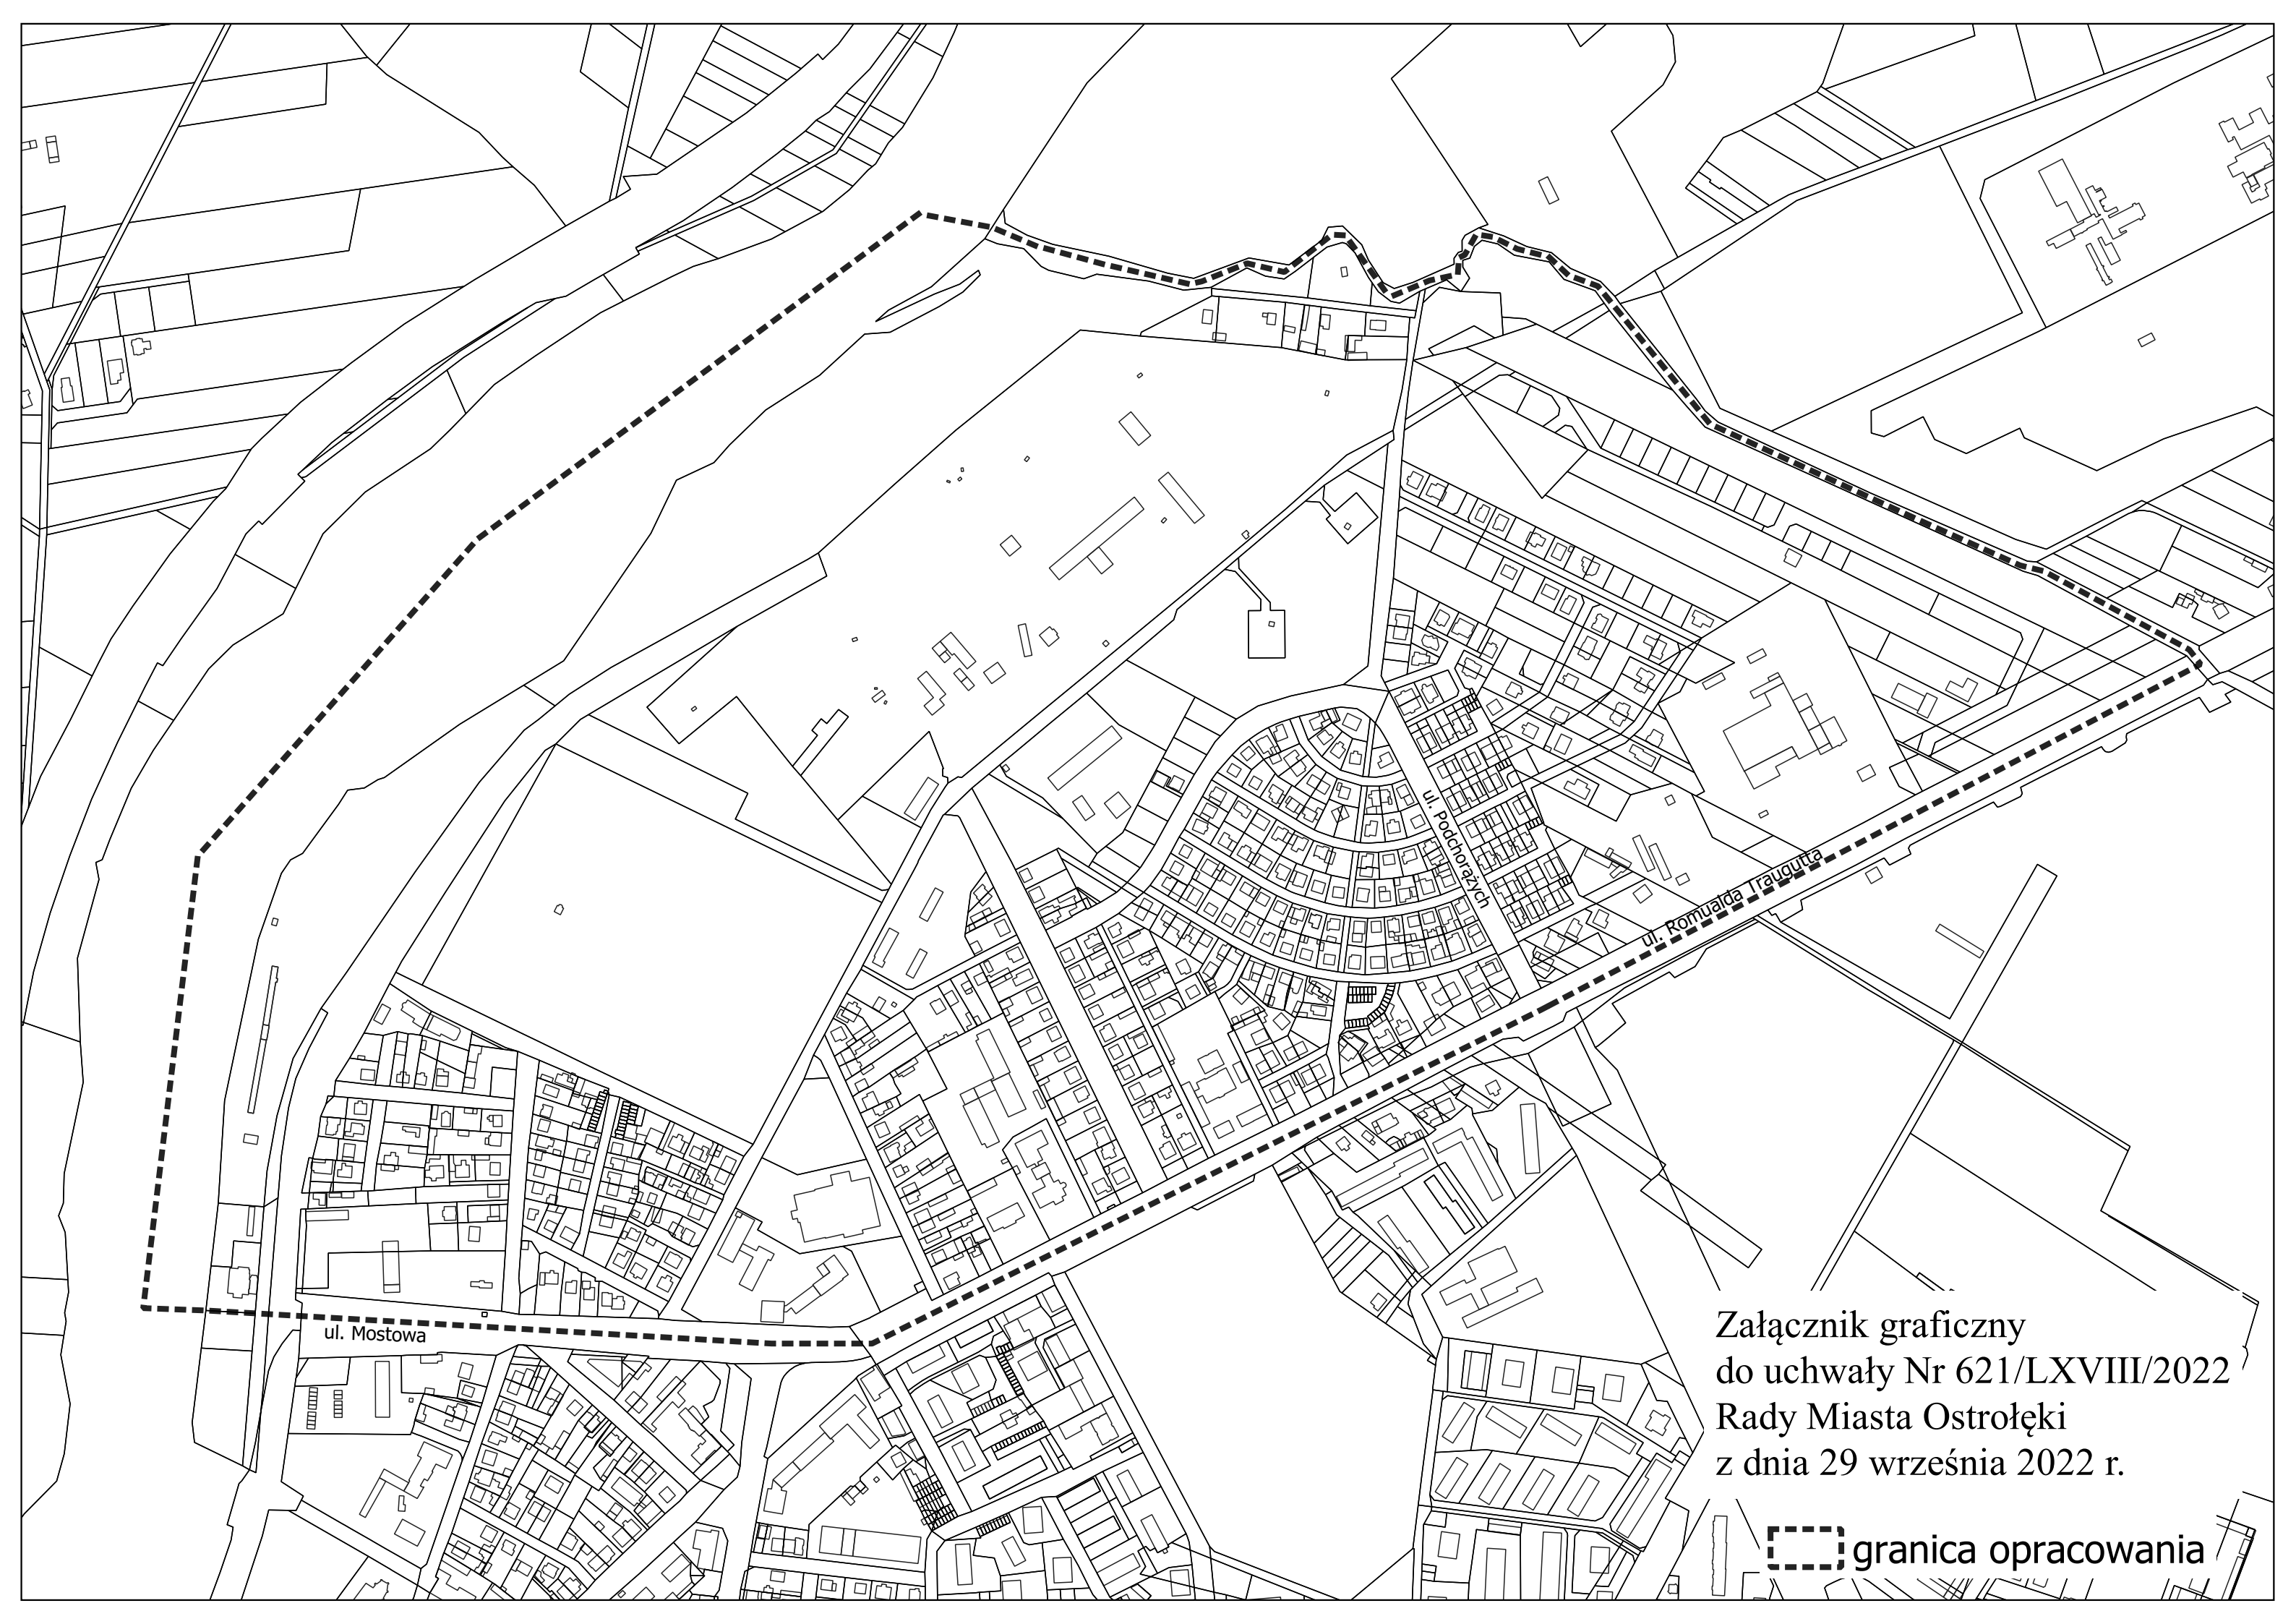 ul. Podchorążych
ul. Romualda Traugutta
ul. Mostowa
Załącznik graficzny
do uchwały Nr 621/LXVIII/2022
Rady Miasta Ostrołęki
z dnia 29 września 2022 r.
granica opracowania